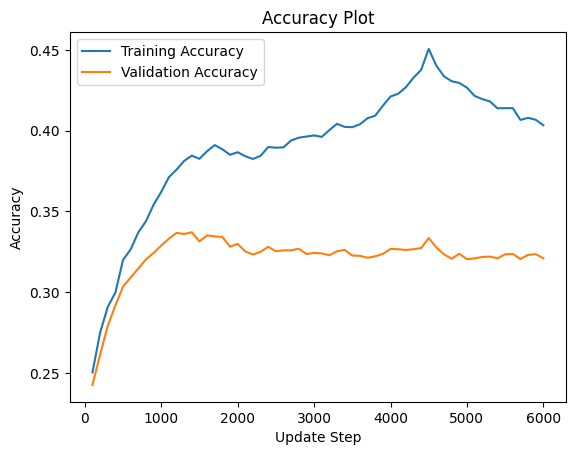 Accuracy Plot
Training Accuracy
Validation Accuracy
Accuracy
0.45
0.40
0.35
0.30
0.25
0 1000 2000 3000 4000 5000 6000
Update Step